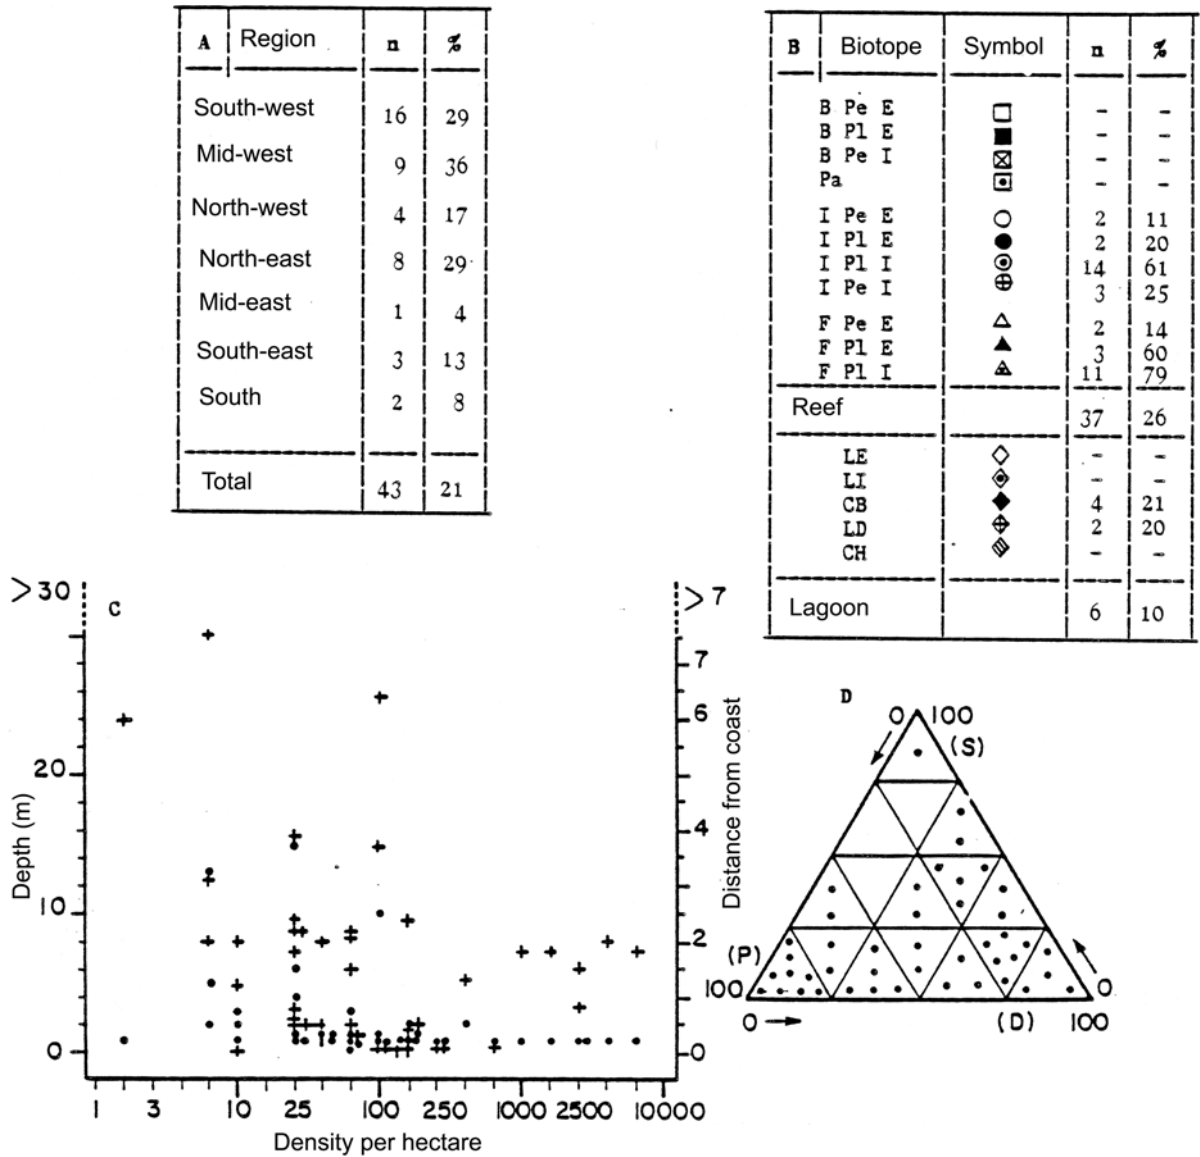 A Region n %
South-west 16 29
Mid-west 9 36
North-west 4 17
North-east 8 29
Mid-east 1 4
South-east 3 13
South 2 8
Total 43 21
B Biotope Symbol n %
B Pe E - -
B Pl E - -
B Pe I - -
Pa - -
I Pe E 2 11
I Pl E 2 20
I Pl I 14 61
I Pe I 3 25
F Pe E 2 14
F Pl E 3 60
F Pl I 11 79
Reef 37 26
LE - -
LI - -
CB 4 21
LD 2 20
CH - -
Lagoon 6 10
C
>30
20
10
0
Depth (m)
>7
7
6
4
2
0
Distance from coast
1 3 10 25 100 250 1000 2500 10000
Density per hectare
D
0 100
(S)
(P)
100 0
0 (D) 100